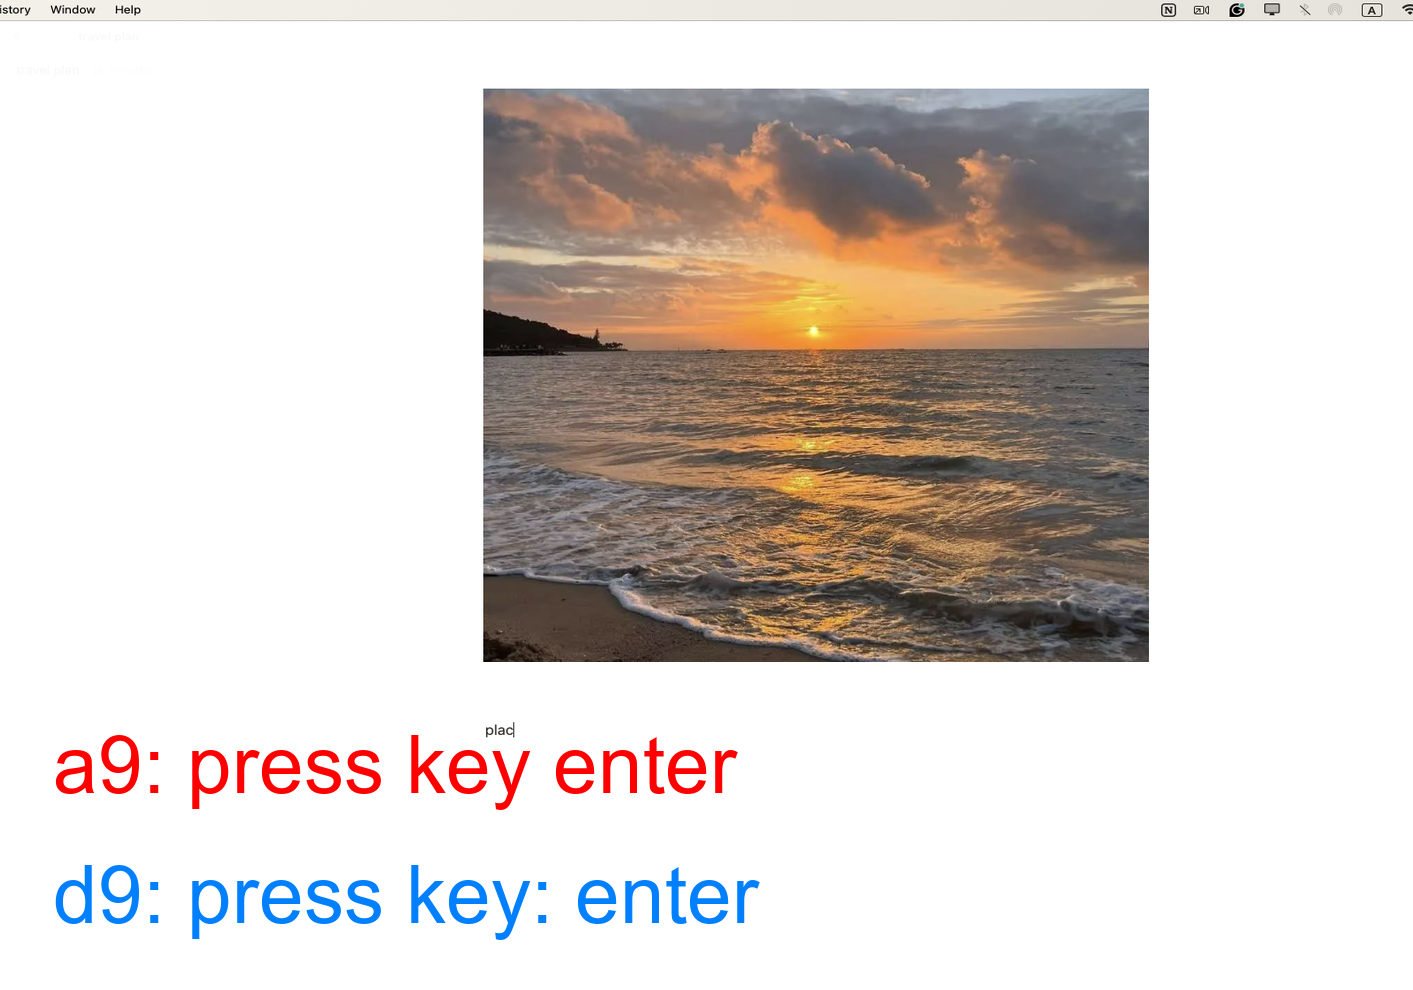 istory Window Help A
travel plan
travel plan
plac
a9: press key enter
d9: press key: enter